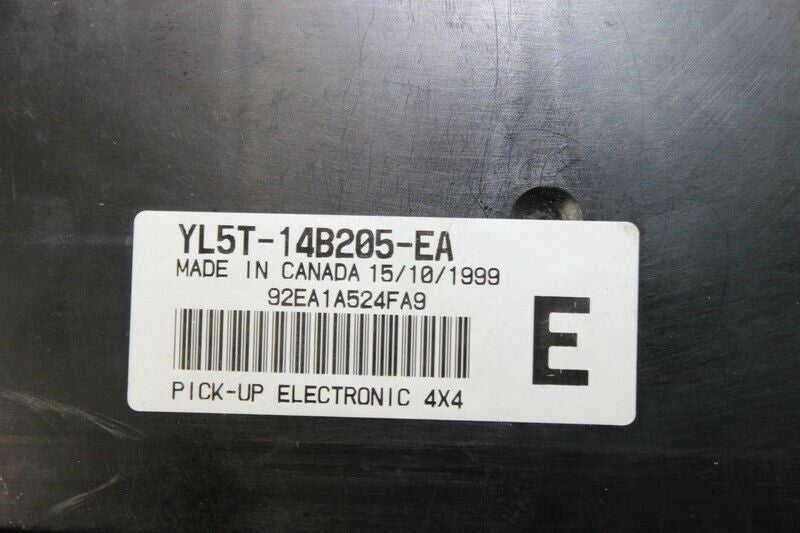 YL5T-14B205-EA
MADE IN CANADA 15/10/1999
92EA1A524FA9
E
PICK-UP ELECTRONIC 4X4